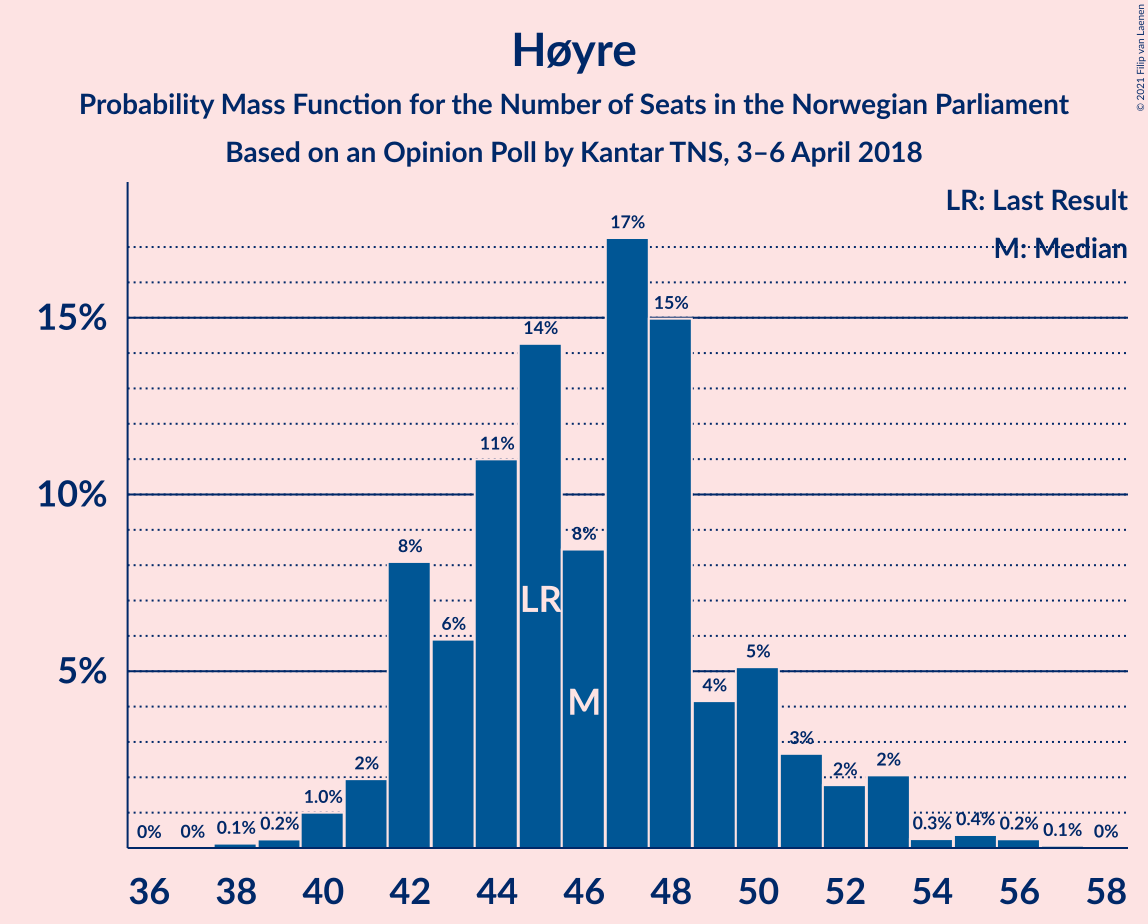 Høyre
Probability Mass Function for the Number of Seats in the Norwegian Parliament
Based on an Opinion Poll by Kantar TNS, 3–6 April 2018
© 2021 Filip van Laenen
LR: Last Result
M: Median
15%
10%
5%
0%
0%
0.1%
0.2%
1.0%
2%
8%
6%
11%
14%
8%
17%
15%
4%
5%
3%
2%
2%
0.3%
0.4%
0.2%
0.1%
0%
LR
M
36 38 40 42 44 46 48 50 52 54 56 58